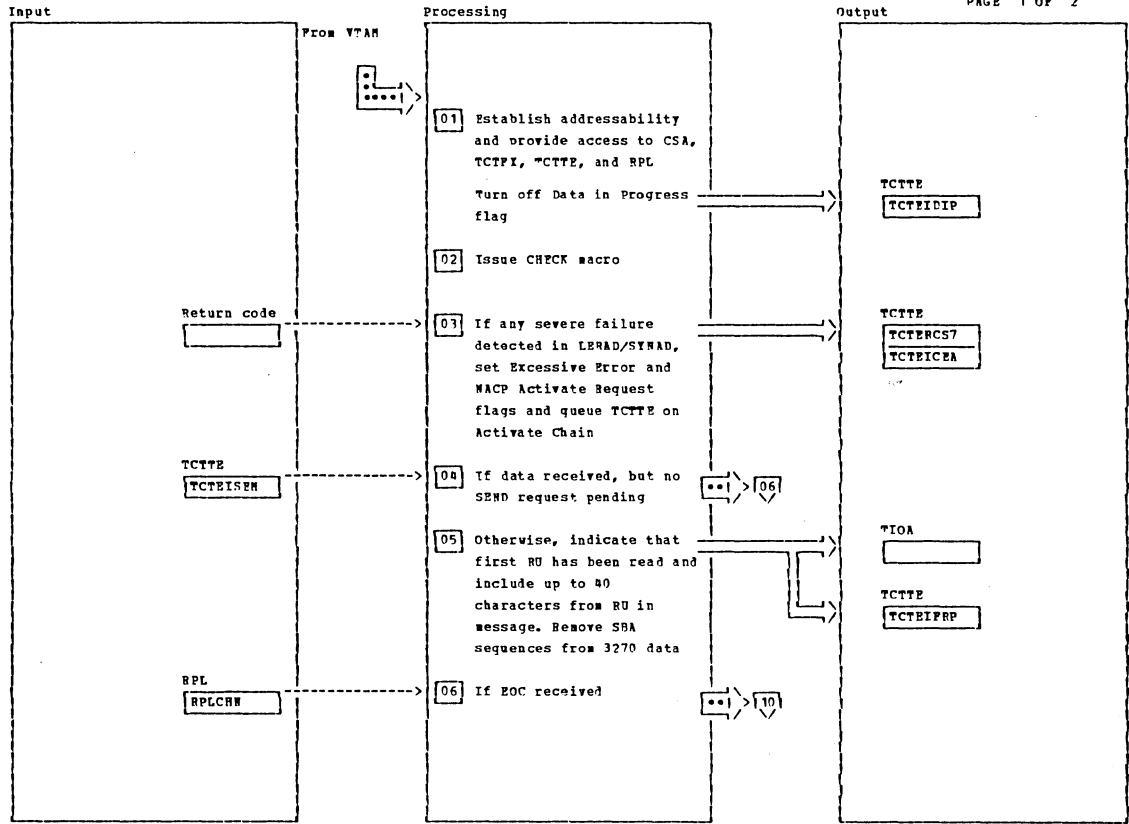 PAGE 1 OF 2
Input
Processing
Output
From VTAM
01 Establish addressability
and provide access to CSA,
TCTPX, TCTTE, and RPL
Turn off Data in Progress
flag
TCTTE
TCTEIDIP
02 Issue CHECK macro
Return code
03 If any severe failure
detected in LERAD/SYNAD,
set Excessive Error and
NACP Activate Request
flags and queue TCTTE on
Activate Chain
TCTTE
TCTERCS7
TCTEICEA
TCTTE
TCTEISEM
04 If data received, but no
SEND request pending
06
05 Otherwise, indicate that
first RU has been read and
include up to 40
characters from RU in
message. Remove SBA
sequences from 3270 data
TIOA
TCTTE
TCTEIFRP
RPL
RPLCHN
06 If EOC received
10